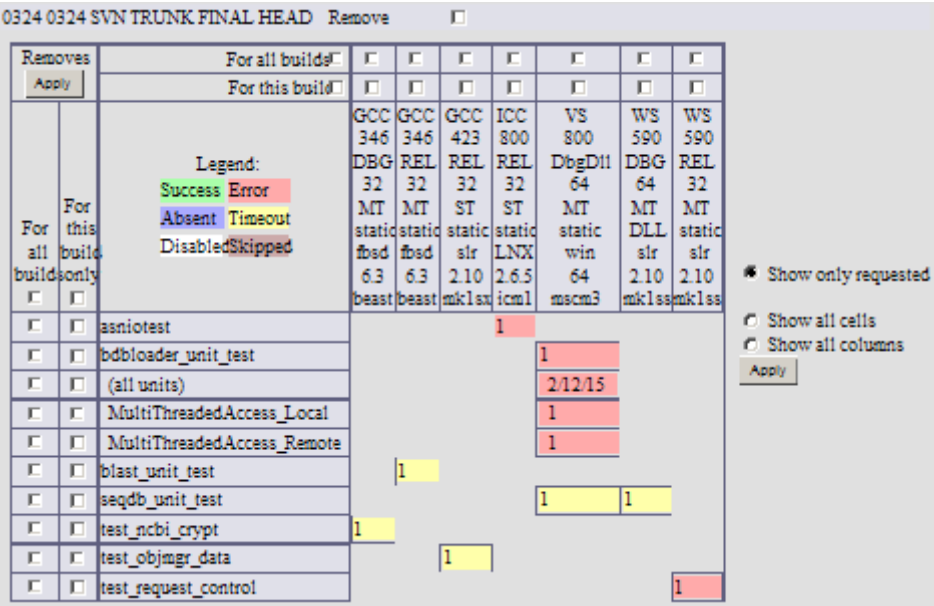 0324 0324 SVN TRUNK FINAL HEAD Remove
Removes For all builds
Apply For this build
GCC GCC GCC ICC VS WS WS
346 346 423 800 800 590 590
DBG REL REL REL DbgDll DBG REL
32 32 32 32 64 64 32
MT MT ST ST MT MT MT
static static static static static DLL static
fbsd fbsd slr LNX win slr slr
6.3 6.3 2.10 2.6.5 64 2.10 2.10
beast beast mk1sx icm1 mscm3 mk1ss mk1ss
Legend:
Success Error
Absent Timeout
Disabled Skipped
For all builds
For this build only
asniotest 1
bdbloader_unit_test 1
(all units) 2/12/15
MultiThreadedAccess_Local 1
MultiThreadedAccess_Remote 1
blast_unit_test 1
seqdb_unit_test 1 1
test_ncbi_crypt 1
test_objmgr_data 1
test_request_control 1
Show only requested
Show all cells
Show all columns
Apply